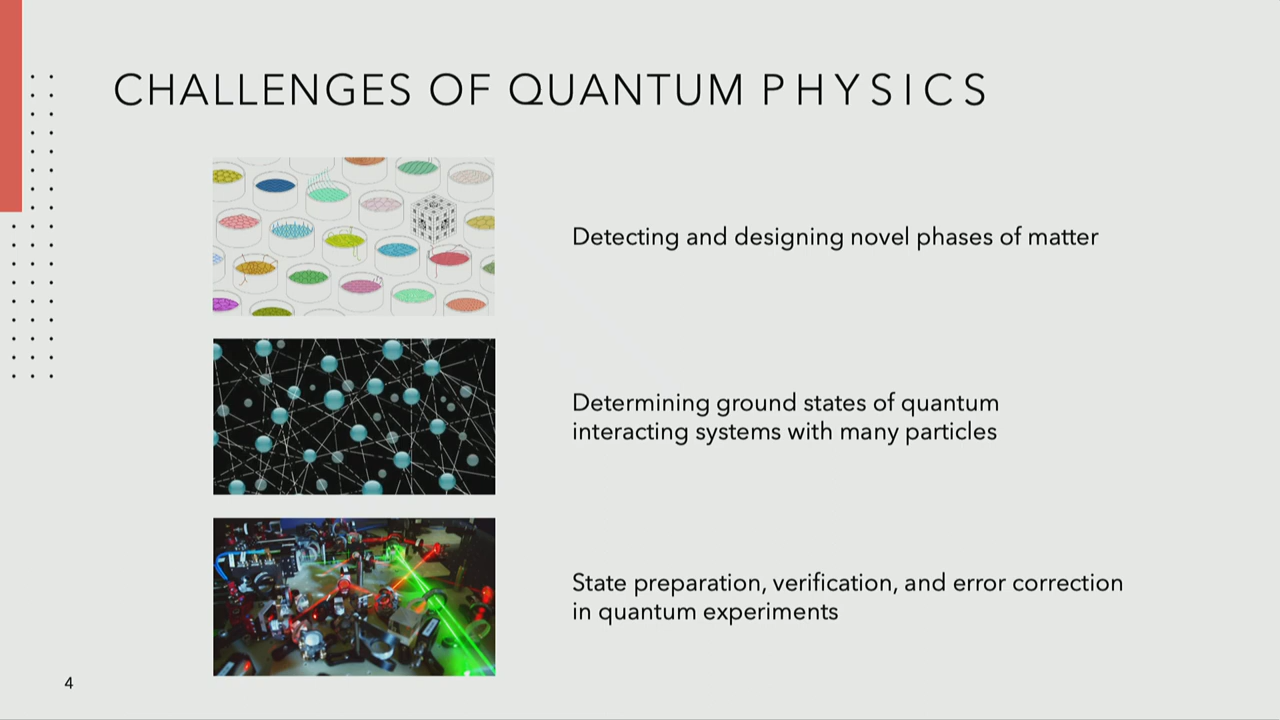 CHALLENGES OF QUANTUM PHYSICS
Detecting and designing novel phases of matter
Determining ground states of quantum
interacting systems with many particles
State preparation, verification, and error correction
in quantum experiments
4